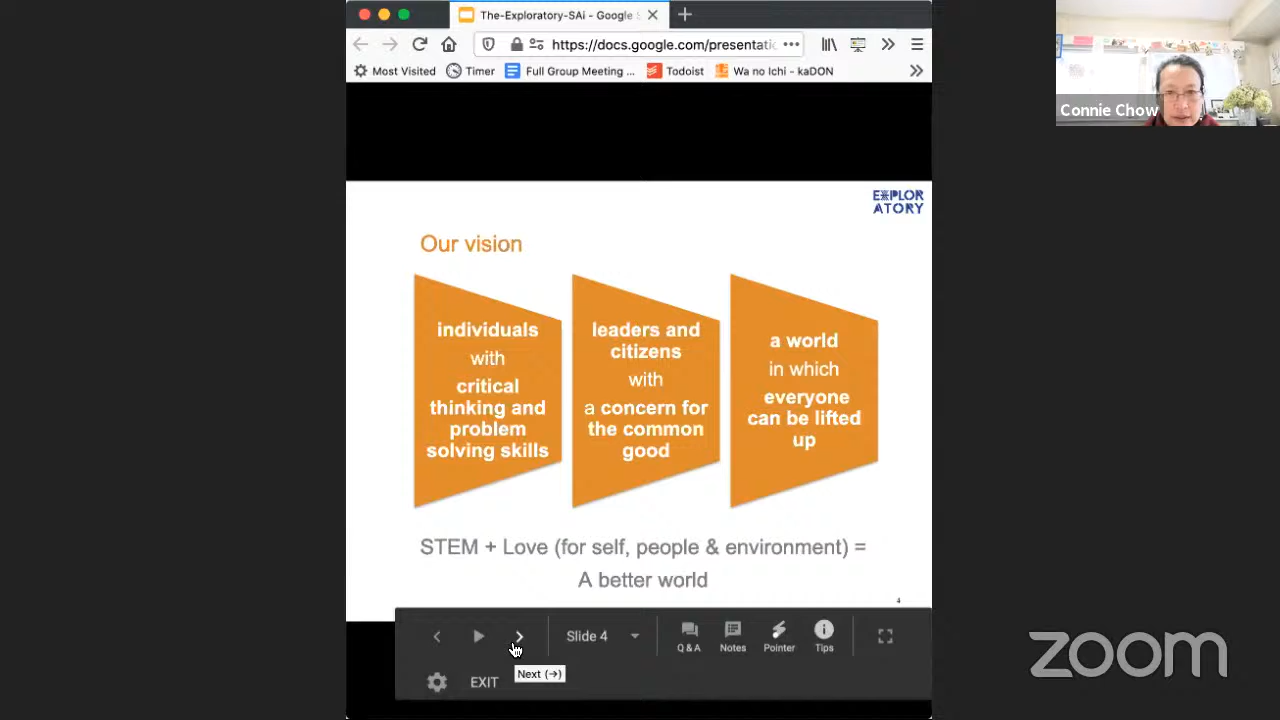 The-Exploratory-SAi - Google
https://docs.google.com/presentati
Most Visited
Timer
Full Group Meeting ...
Todoist
Wa no Ichi - kaDON
Connie Chow
EXPLOR
ATORY
Our vision
individuals
with
critical
thinking and
problem
solving skills
leaders and
citizens
with
a concern for
the common
good
a world
in which
everyone
can be lifted
up
STEM + Love (for self, people & environment) =
A better world
4
Slide 4
Q & A
Notes
Pointer
Tips
EXIT
Next (→)
zoom